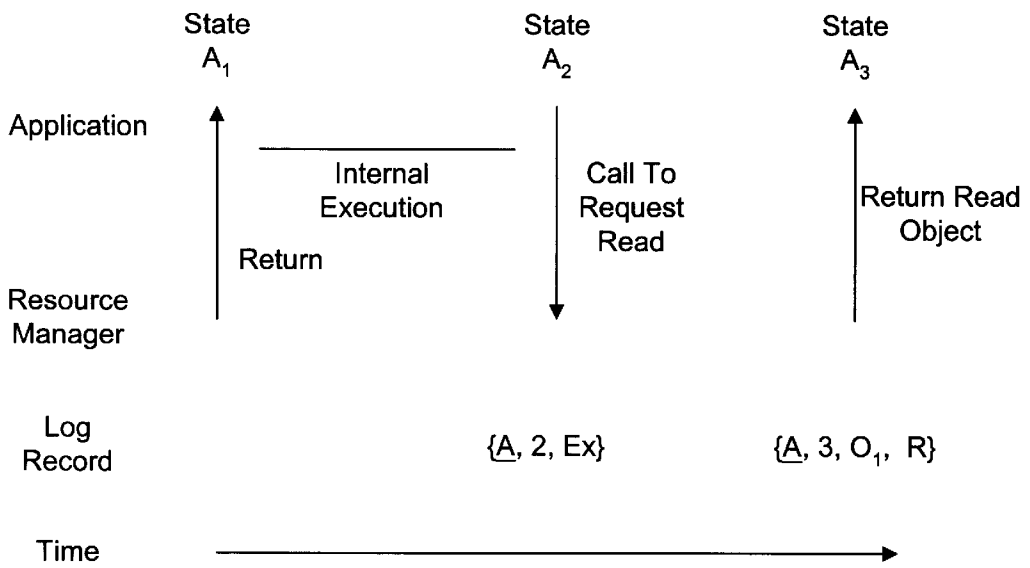 State
A₁
State
A₂
State
A₃
Application
Internal
Execution
Call To
Request
Read
Return Read
Object
Return
Resource
Manager
Log
Record
{A, 2, Ex}
{A, 3, O₁, R}
Time